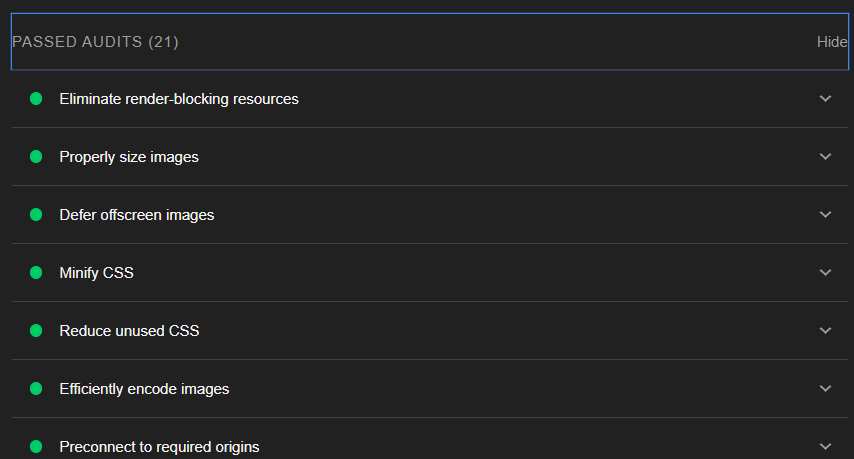 PASSED AUDITS (21)
Hide
Eliminate render-blocking resources
Properly size images
Defer offscreen images
Minify CSS
Reduce unused CSS
Efficiently encode images
Preconnect to required origins